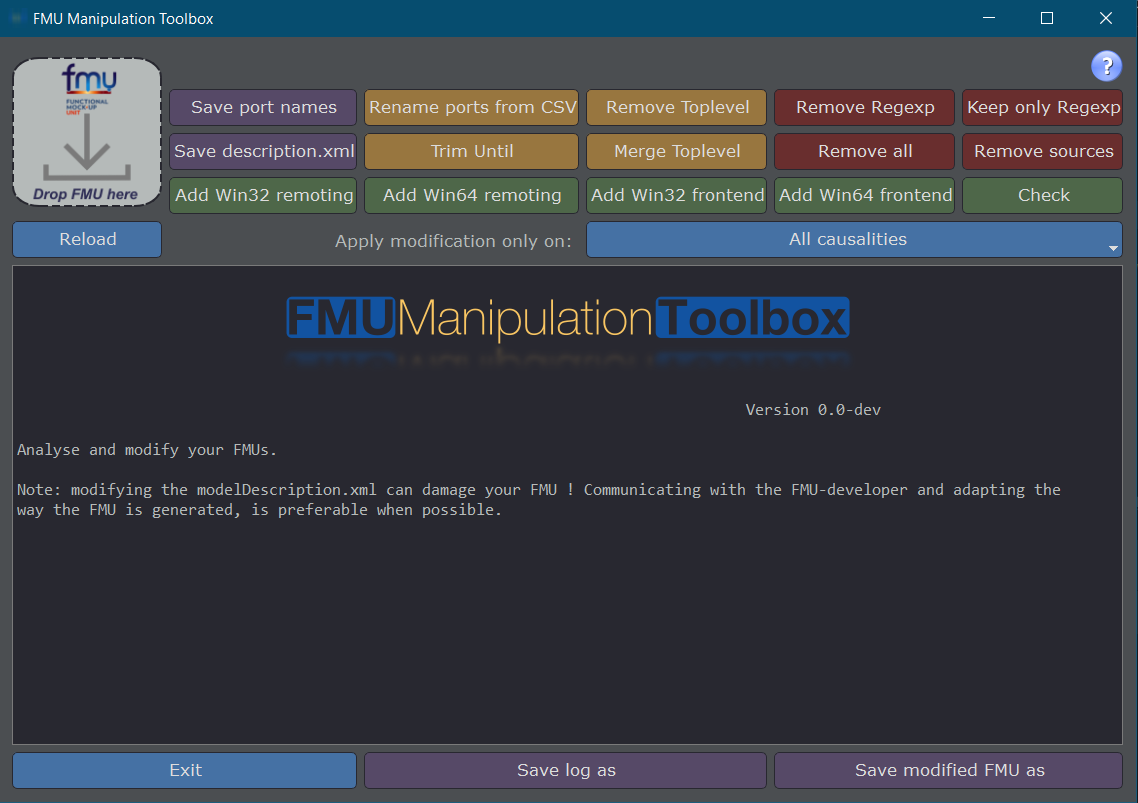 FMU Manipulation Toolbox
fmu
FUNCTIONAL
MOCK-UP
UNIT
Drop FMU here
?
Save port names
Rename ports from CSV
Remove Toplevel
Remove Regexp
Keep only Regexp
Save description.xml
Trim Until
Merge Toplevel
Remove all
Remove sources
Add Win32 remoting
Add Win64 remoting
Add Win32 frontend
Add Win64 frontend
Check
Reload
Apply modification only on:
All causalities
FMUManipulationToolbox
Version 0.0-dev
Analyse and modify your FMUs.
Note: modifying the modelDescription.xml can damage your FMU ! Communicating with the FMU-developer and adapting the
way the FMU is generated, is preferable when possible.
Exit
Save log as
Save modified FMU as